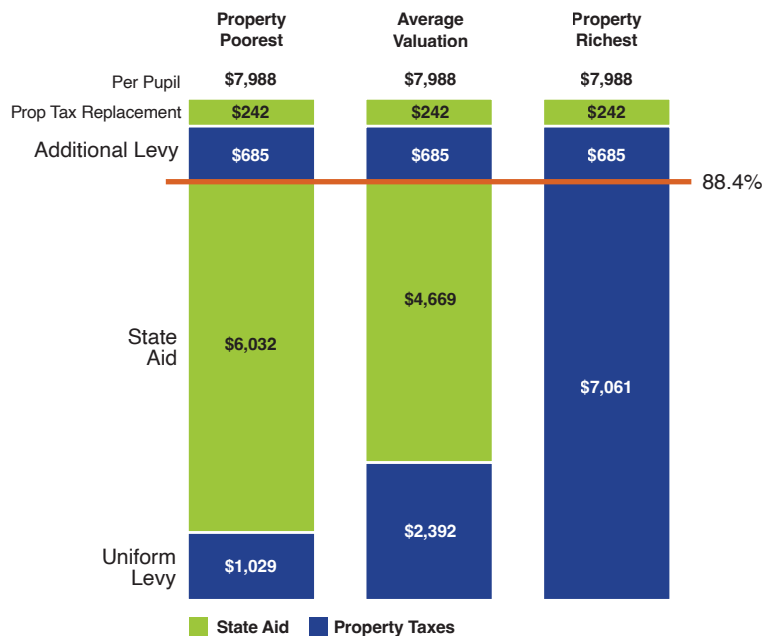 Property Poorest
Average Valuation
Property Richest
Per Pupil $7,988 $7,988 $7,988
Prop Tax Replacement $242 $242 $242
Additional Levy $685 $685 $685
88.4%
State Aid $6,032 $4,669 $7,061
Uniform Levy $1,029 $2,392
State Aid Property Taxes